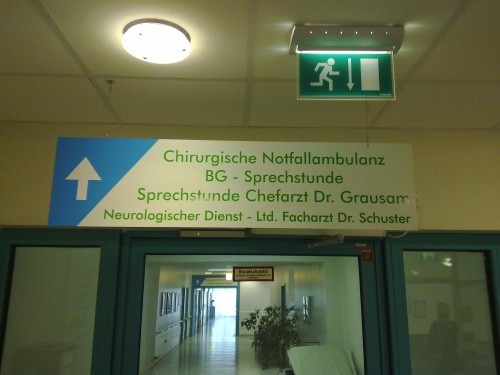 Chirurgische Notfallambulanz
BG - Sprechstunde
Sprechstunde Chefarzt Dr. Grausam
Neurologischer Dienst - Ltd. Facharzt Dr. Schuster